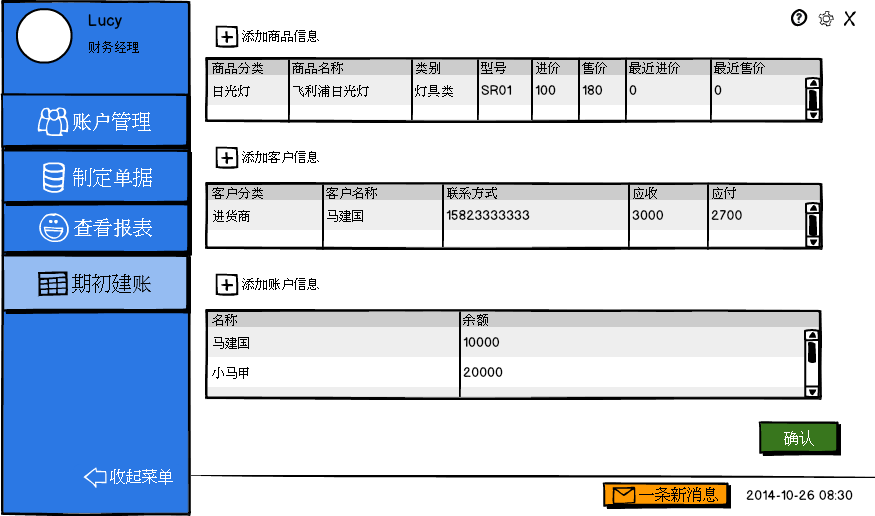 Lucy
财务经理
账户管理
制定单据
查看报表
期初建账
收起菜单
添加商品信息
商品分类 商品名称 类别 型号 进价 售价 最近进价 最近售价
日光灯 飞利浦日光灯 灯具类 SR01 100 180 0 0
添加客户信息
客户分类 客户名称 联系方式 应收 应付
进货商 马建国 15823333333 3000 2700
添加账户信息
名称 余额
马建国 10000
小马甲 20000
确认
一条新消息 2014-10-26 08:30